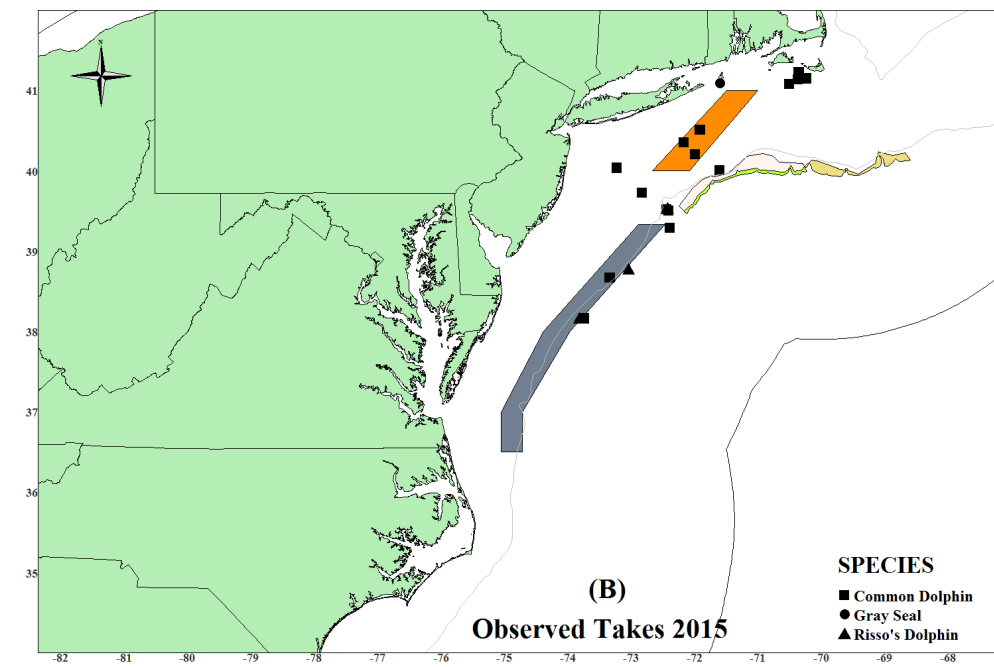 N
41
40
39
38
37
36
35
SPECIES
Common Dolphin
Gray Seal
Risso's Dolphin
(B)
Observed Takes 2015
-82 -81 -80 -79 -78 -77 -76 -75 -74 -73 -72 -71 -70 -69 -68